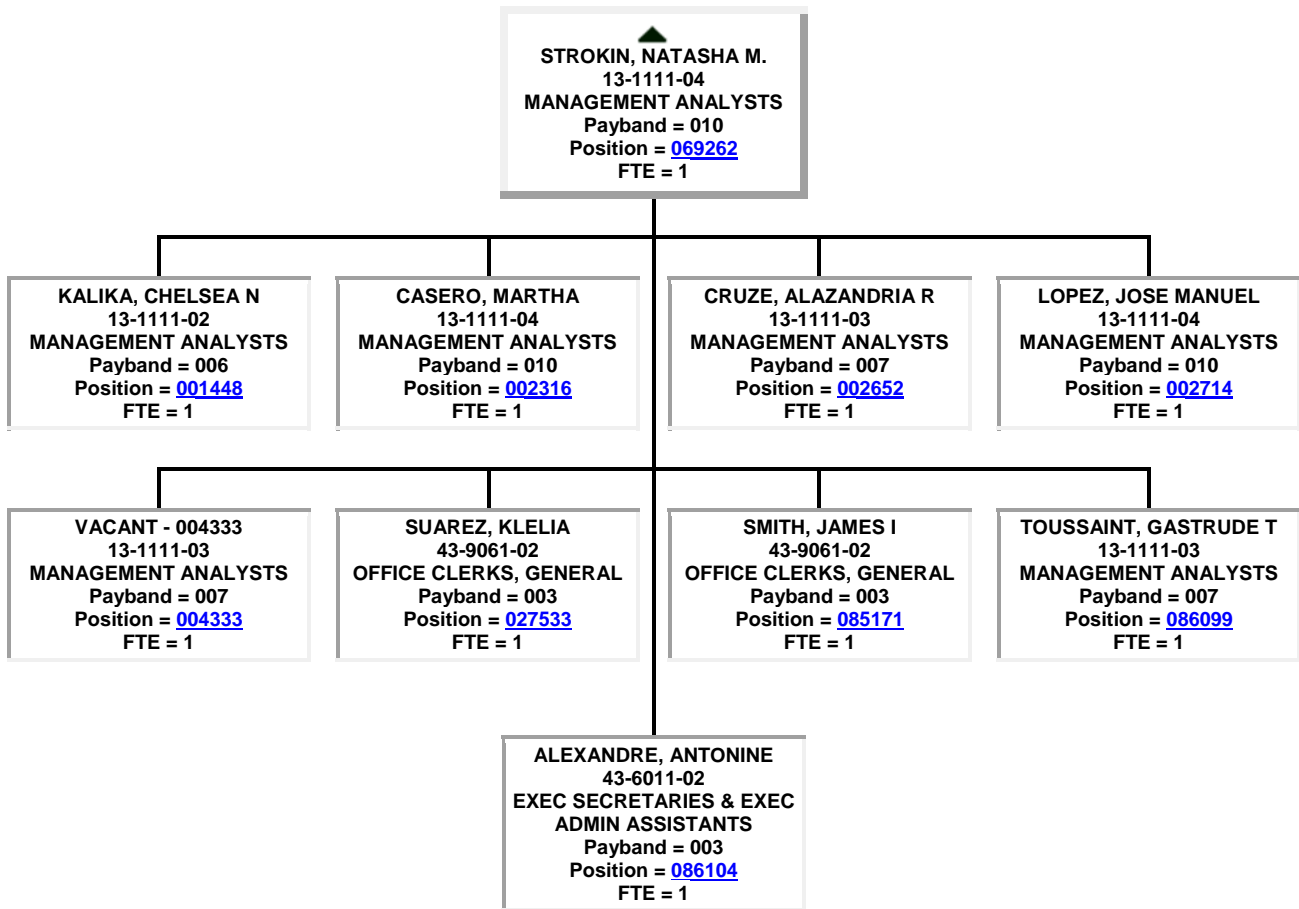 STROKIN, NATASHA M.
13-1111-04
MANAGEMENT ANALYSTS
Payband = 010
Position = 069262
FTE = 1
KALIKA, CHELSEA N
13-1111-02
MANAGEMENT ANALYSTS
Payband = 006
Position = 001448
FTE = 1
CASERO, MARTHA
13-1111-04
MANAGEMENT ANALYSTS
Payband = 010
Position = 002316
FTE = 1
CRUZE, ALAZANDRIA R
13-1111-03
MANAGEMENT ANALYSTS
Payband = 007
Position = 002652
FTE = 1
LOPEZ, JOSE MANUEL
13-1111-04
MANAGEMENT ANALYSTS
Payband = 010
Position = 002714
FTE = 1
VACANT - 004333
13-1111-03
MANAGEMENT ANALYSTS
Payband = 007
Position = 004333
FTE = 1
SUAREZ, KLELIA
43-9061-02
OFFICE CLERKS, GENERAL
Payband = 003
Position = 027533
FTE = 1
SMITH, JAMES I
43-9061-02
OFFICE CLERKS, GENERAL
Payband = 003
Position = 085171
FTE = 1
TOUSSAINT, GASTRUDE T
13-1111-03
MANAGEMENT ANALYSTS
Payband = 007
Position = 086099
FTE = 1
ALEXANDRE, ANTONINE
43-6011-02
EXEC SECRETARIES & EXEC
ADMIN ASSISTANTS
Payband = 003
Position = 086104
FTE = 1